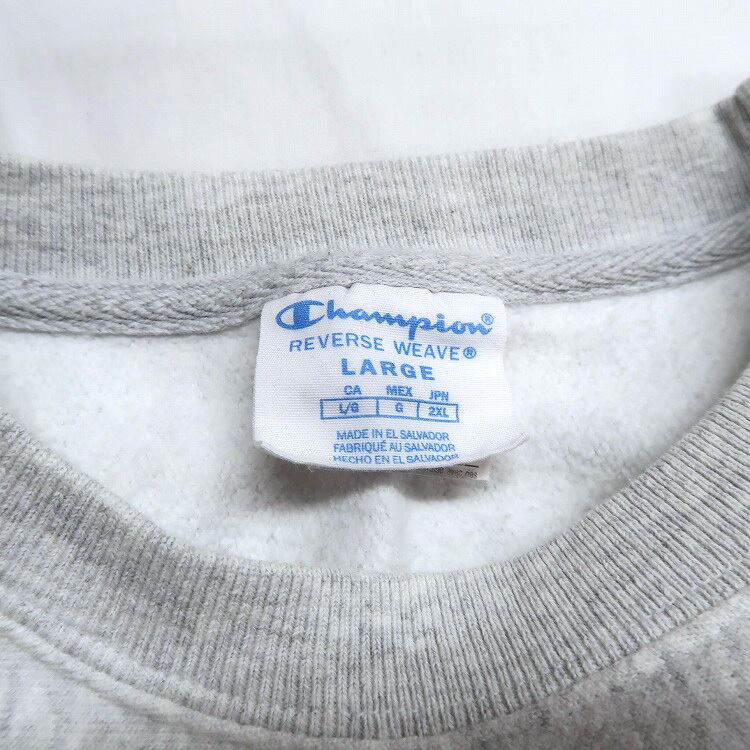 Champion®
REVERSE WEAVE®
LARGE
CA MEX JPN
L/G G 2XL
MADE IN EL SALVADOR
FABRIQUÉ AU SALVADOR
HECHO EN EL SALVADOR